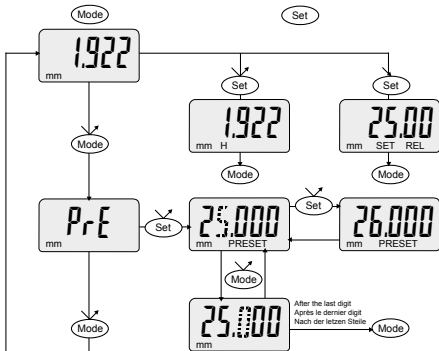 Mode
Set
1.922
mm
Set
Set
1.922
mm H
25.00
mm SET REL
Mode
Mode
Mode
PrE
mm
Set
25.000
mm PRESET
Set
26.000
mm PRESET
Mode
After the last digit
Après le dernier digit
Nach der letzen Steile
Mode
25.000
mm
Mode